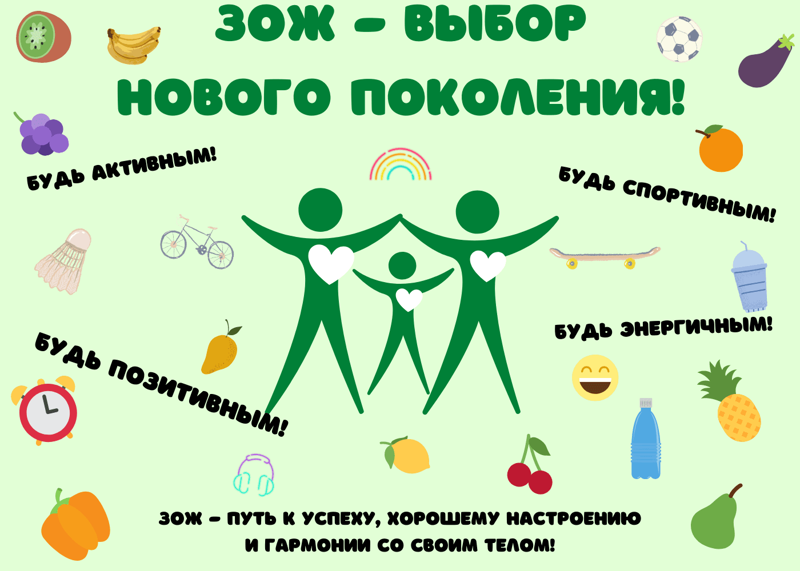 ЗОЖ – ВЫБОР
НОВОГО ПОКОЛЕНИЯ!
БУДЬ АКТИВНЫМ!
БУДЬ СПОРТИВНЫМ!
БУДЬ ЭНЕРГИЧНЫМ!
БУДЬ ПОЗИТИВНЫМ!
ЗОЖ – ПУТЬ К УСПЕХУ, ХОРОШЕМУ НАСТРОЕНИЮ
И ГАРМОНИИ СО СВОИМ ТЕЛОМ!